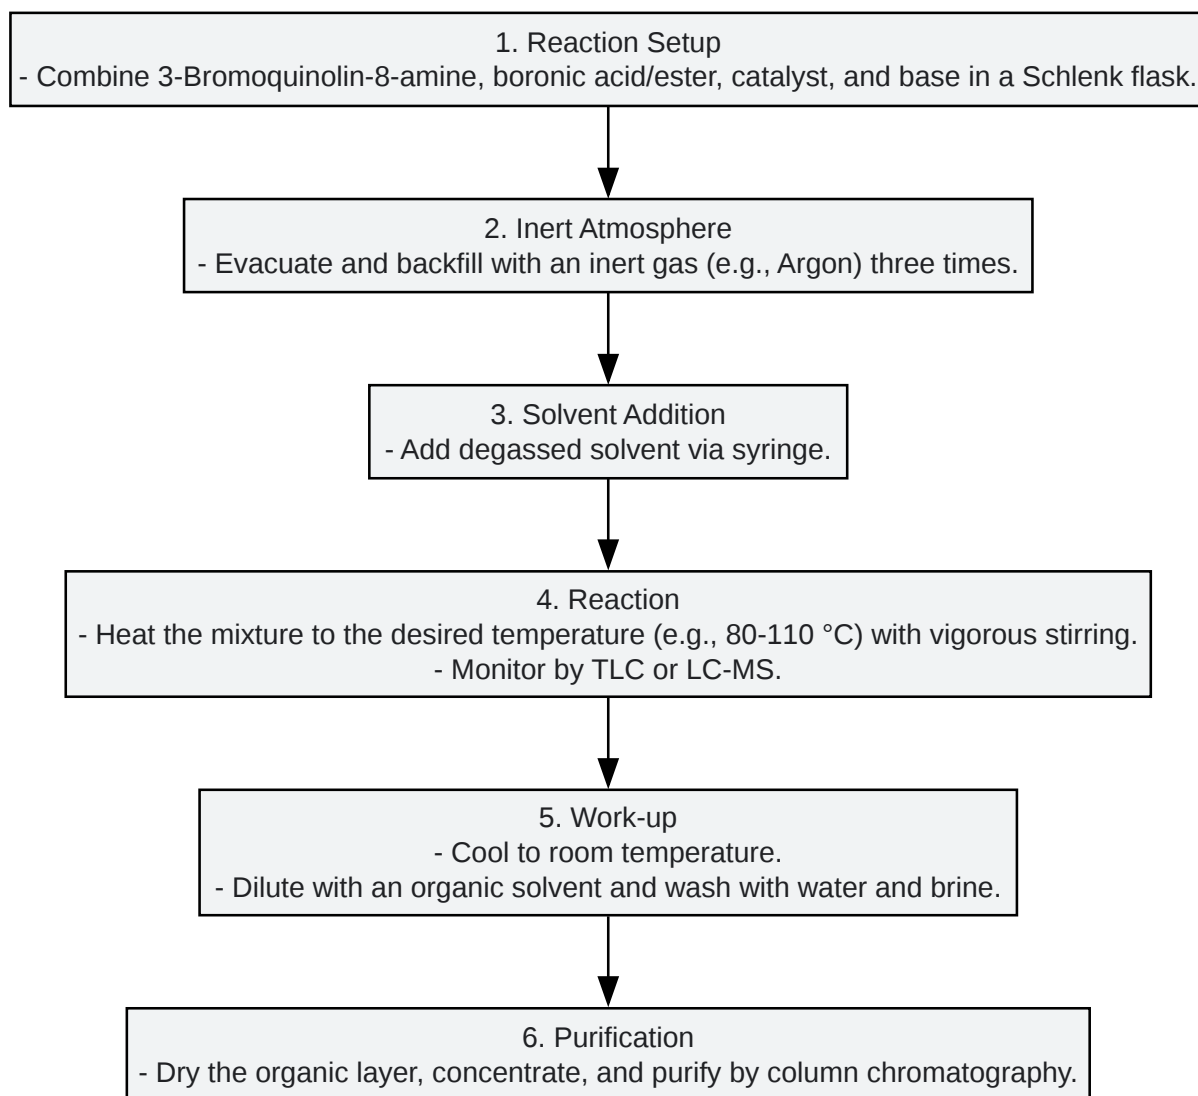 1. Reaction Setup
- Combine 3-Bromoquinolin-8-amine, boronic acid/ester, catalyst, and base in a Schlenk flask.
2. Inert Atmosphere
- Evacuate and backfill with an inert gas (e.g., Argon) three times.
3. Solvent Addition
- Add degassed solvent via syringe.
4. Reaction
- Heat the mixture to the desired temperature (e.g., 80-110 °C) with vigorous stirring.
- Monitor by TLC or LC-MS.
5. Work-up
- Cool to room temperature.
- Dilute with an organic solvent and wash with water and brine.
6. Purification
- Dry the organic layer, concentrate, and purify by column chromatography.